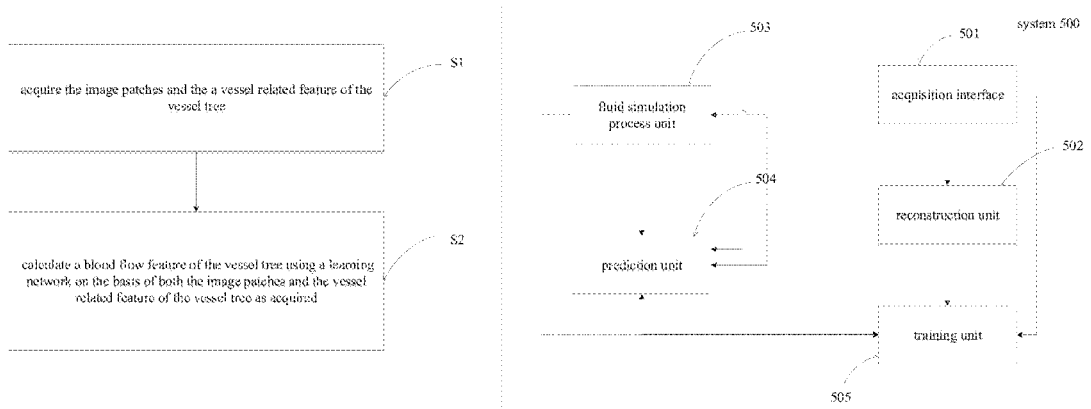 acquire the image patches and the a vessel related feature of the
vessel tree
S1
calculate a blood flow feature of the vessel tree using a learning
network on the basis of both the image patches and the vessel
related feature of the vessel tree as acquired
S2
system 500
503
fluid simulation
process unit
501
acquisition interface
502
reconstruction unit
504
prediction unit
training unit
505